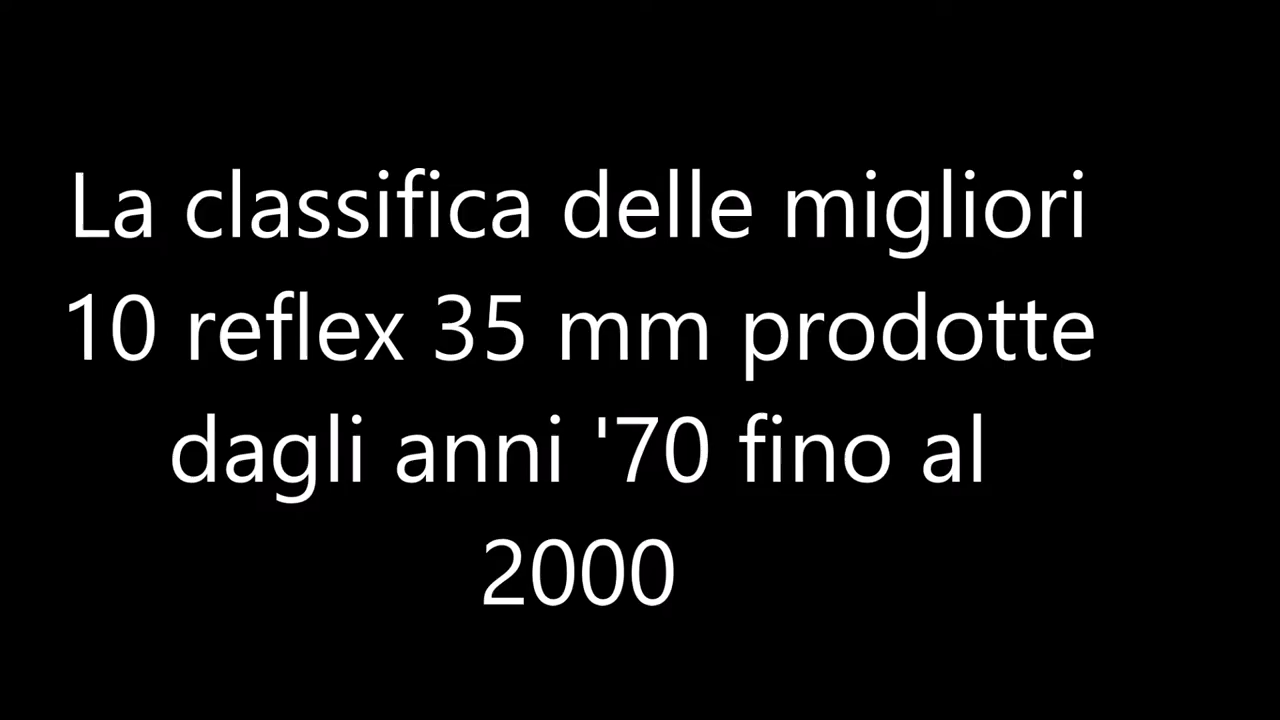 La classifica delle migliori
10 reflex 35 mm prodotte
dagli anni '70 fino al
2000